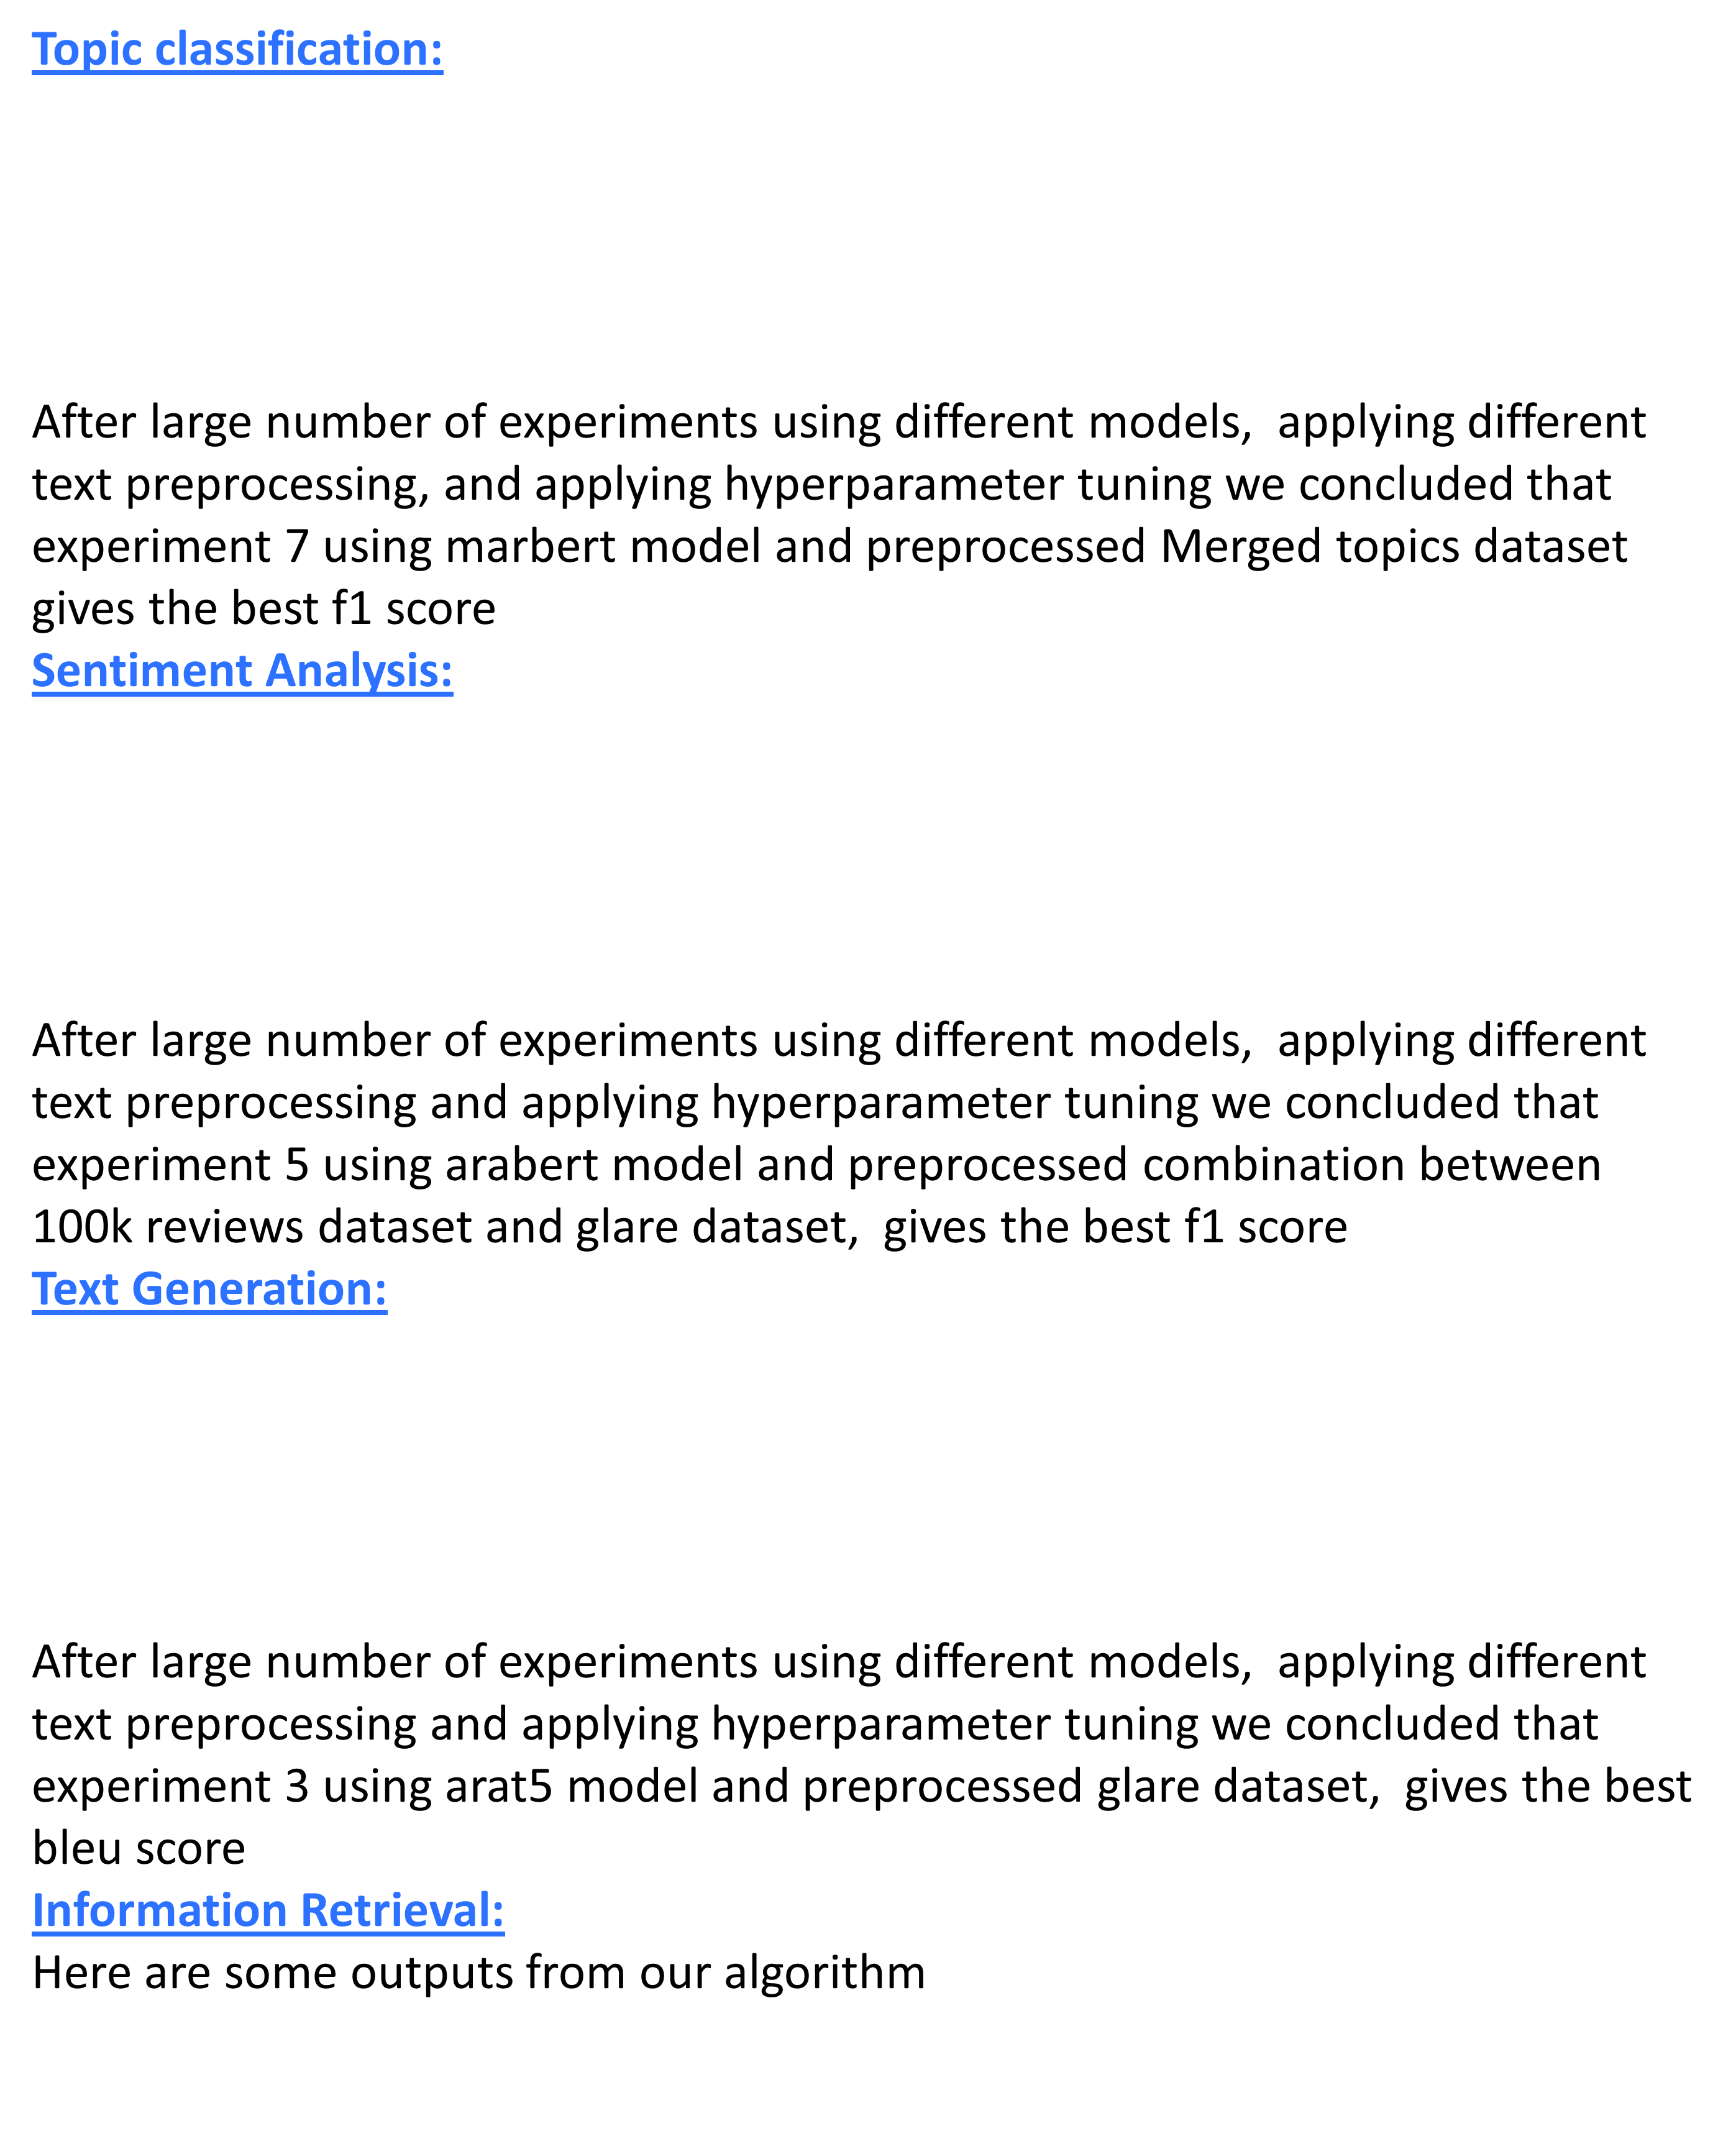 Topic classification:
After large number of experiments using different models,  applying different
text preprocessing, and applying hyperparameter tuning we concluded that
experiment 7 using marbert model and preprocessed Merged topics dataset
gives the best f1 score
Sentiment Analysis:
After large number of experiments using different models,  applying different
text preprocessing and applying hyperparameter tuning we concluded that
experiment 5 using arabert model and preprocessed combination between
100k reviews dataset and glare dataset,  gives the best f1 score
Text Generation:
After large number of experiments using different models,  applying different
text preprocessing and applying hyperparameter tuning we concluded that
experiment 3 using arat5 model and preprocessed glare dataset,  gives the best
bleu score
Information Retrieval:
Here are some outputs from our algorithm